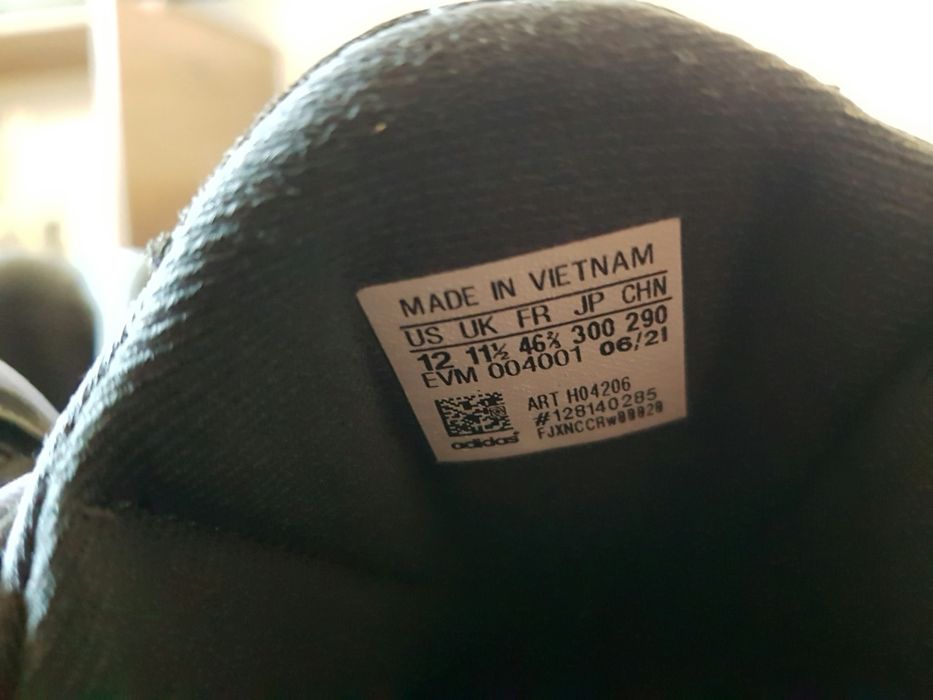 MADE IN VIETNAM
US UK FR JP CHN
12 11½ 46⅔ 300 290
EVM 004001 06/21
ART H04206
#128140285
adidas